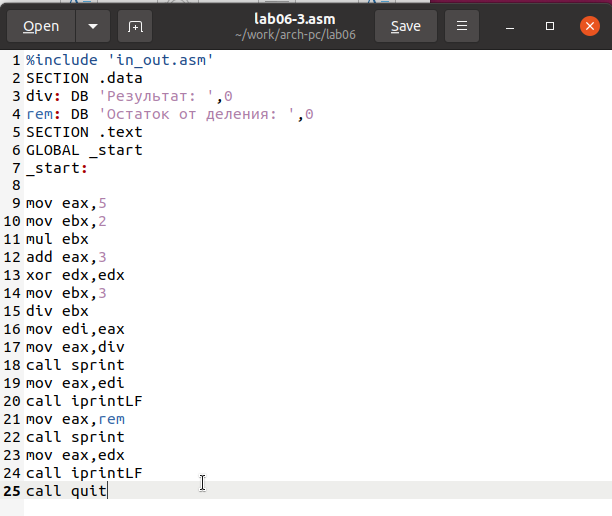 Open
lab06-3.asm
~/work/arch-pc/lab06
Save
1 %include 'in_out.asm'
2 SECTION .data
3 div: DB 'Результат: ',0
4 rem: DB 'Остаток от деления: ',0
5 SECTION .text
6 GLOBAL _start
7 _start:
8
9 mov eax,5
10 mov ebx,2
11 mul ebx
12 add eax,3
13 xor edx,edx
14 mov ebx,3
15 div ebx
16 mov edi,eax
17 mov eax,div
18 call sprint
19 mov eax,edi
20 call iprintLF
21 mov eax,rem
22 call sprint
23 mov eax,edx
24 call iprintLF
25 call quit